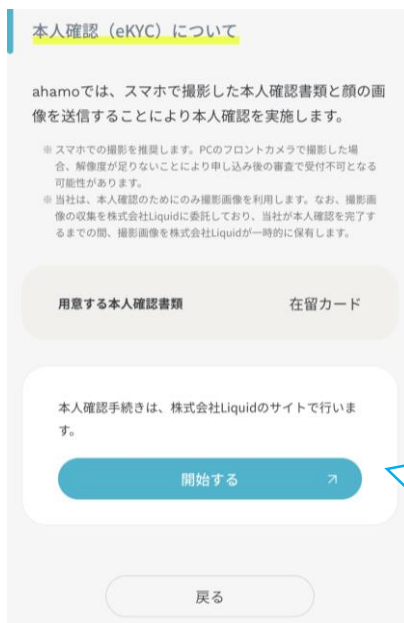 本人確認（eKYC）について
ahamoでは、スマホで撮影した本人確認書類と顔の画
像を送信することにより本人確認を実施します。
※ スマホでの撮影を推奨します。PCのフロントカメラで撮影した場
合、解像度が足りないことにより申し込み後の審査で受付不可となる
可能性があります。
※ 当社は、本人確認のためにのみ撮影画像を利用します。なお、撮影画
像の収集を株式会社Liquidに委託しており、当社が本人確認を完了す
るまでの間、撮影画像を株式会社Liquidが一時的に保有します。
用意する本人確認書類 在留カード
本人確認手続きは、株式会社Liquidのサイトで行いま
す。
開始する
戻る